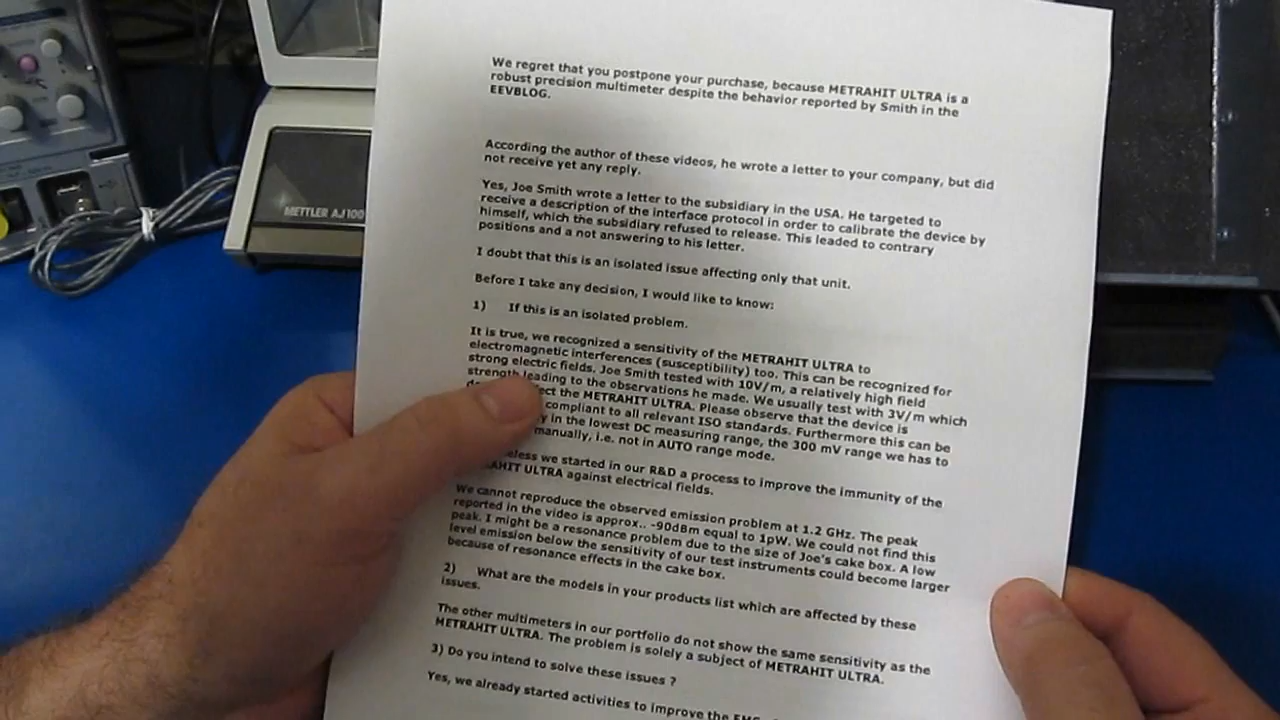 METTLER AJ100
We regret that you postpone your purchase, because METRAHIT ULTRA is a
robust precision multimeter despite the behavior reported by Smith in the
EEVBLOG.
According the author of these videos, he wrote a letter to your company, but did
not receive yet any reply.
Yes, Joe Smith wrote a letter to the subsidiary in the USA. He targeted to
receive a description of the interface protocol in order to calibrate the device by
himself, which the subsidiary refused to release. This leaded to contrary
positions and a not answering to his letter.
I doubt that this is an isolated issue affecting only that unit.
Before I take any decision, I would like to know:
1) If this is an isolated problem.
It is true, we recognized a sensitivity of the METRAHIT ULTRA to
electromagnetic interferences (susceptibility) too. This can be recognized for
strong electric fields. Joe Smith tested with 10V/m, a relatively high field
strength leading to the observations he made. We usually test with 3V/m which
the METRAHIT ULTRA. Please observe that the device is
compliant to all relevant ISO standards. Furthermore this can be
in the lowest DC measuring range, the 300 mV range we has to
manually, i.e. not in AUTO range mode.
we started in our R&D a process to improve the immunity of the
ULTRA against electrical fields.
We cannot reproduce the observed emission problem at 1.2 GHz. The peak
reported in the video is approx.. -90dBm equal to 1pW. We could not find this
peak. I might be a resonance problem due to the size of Joe's cake box. A low
level emission below the sensitivity of our test instruments could become larger
because of resonance effects in the cake box.
2) What are the models in your products list which are affected by these
issues.
The other multimeters in our portfolio do not show the same sensitivity as the
METRAHIT ULTRA. The problem is solely a subject of METRAHIT ULTRA.
3) Do you intend to solve these issues ?
Yes, we already started activities to improve the